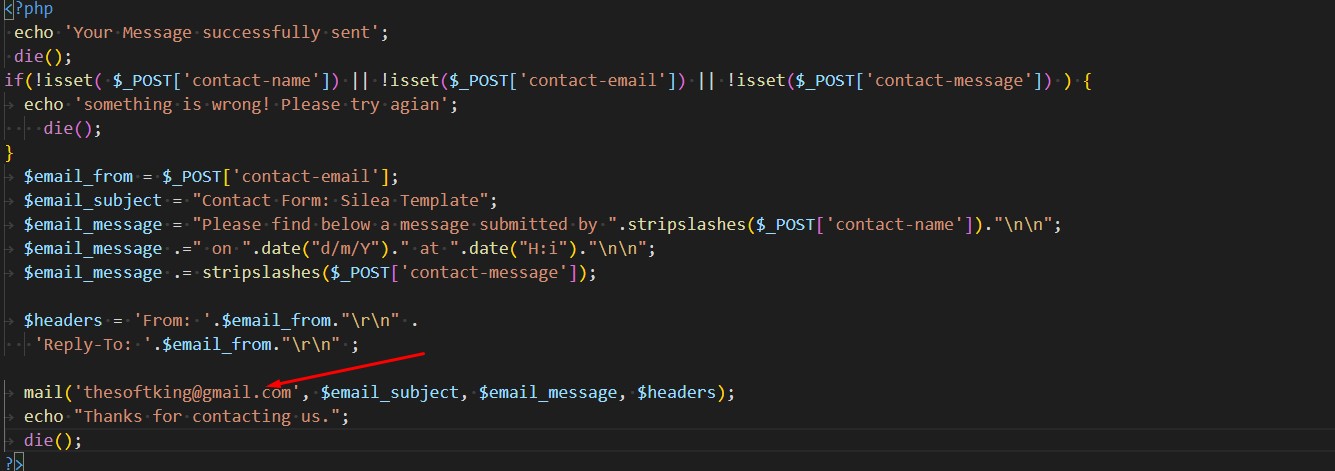 <?php
echo 'Your Message successfully sent';
die();
if(!isset( $_POST['contact-name']) || !isset($_POST['contact-email']) || !isset($_POST['contact-message']) ) {
echo 'something is wrong! Please try agian';
die();
}
$email_from = $_POST['contact-email'];
$email_subject = "Contact Form: Silea Template";
$email_message = "Please find below a message submitted by ".stripslashes($_POST['contact-name'])."\n\n";
$email_message .=" on ".date("d/m/Y")." at ".date("H:i")."\n\n";
$email_message .= stripslashes($_POST['contact-message']);
$headers = 'From: '.$email_from."\r\n" .
'Reply-To: '.$email_from."\r\n" ;
mail('thesoftking@gmail.com', $email_subject, $email_message, $headers);
echo "Thanks for contacting us.";
die();
?>